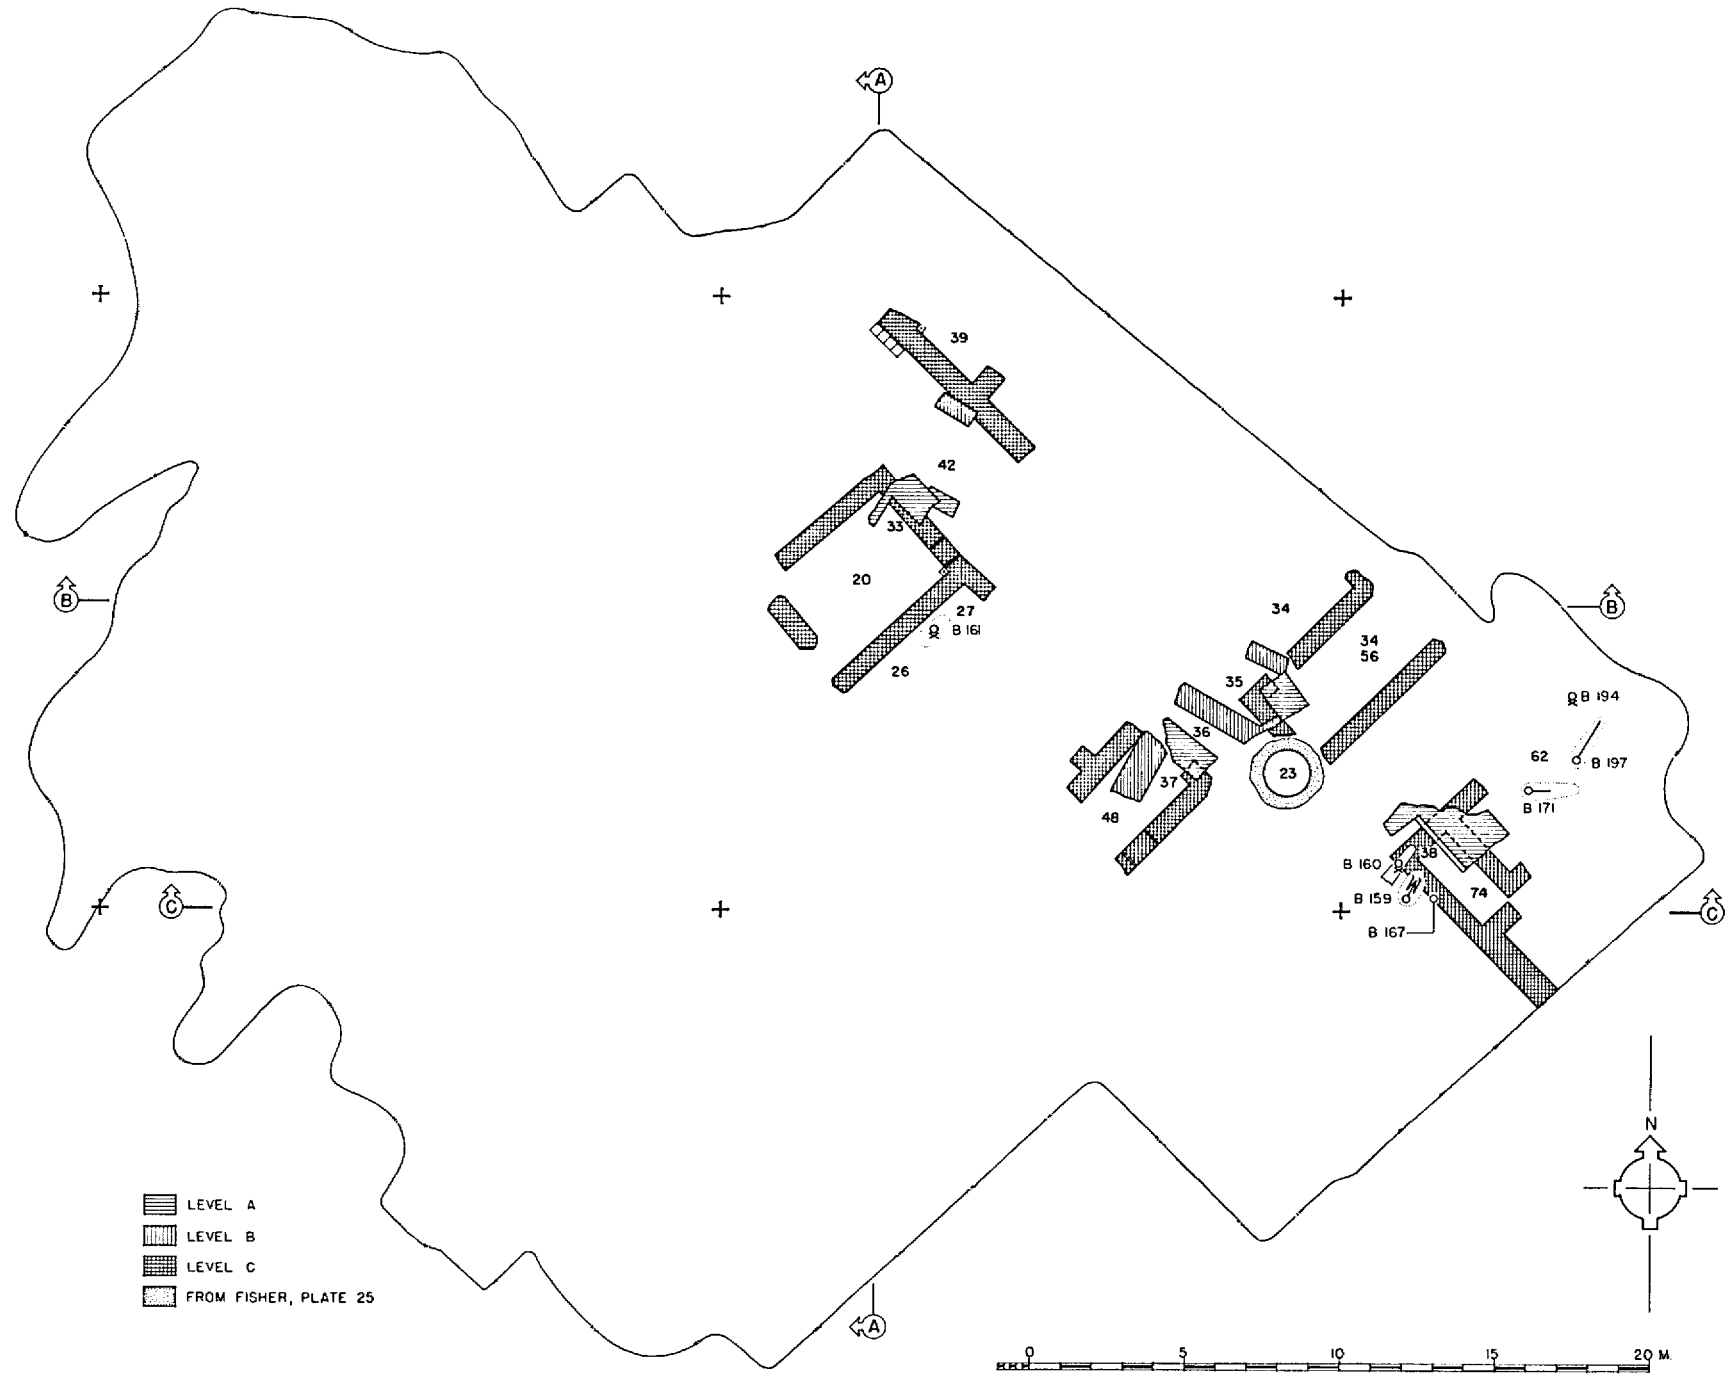 A
39
42
33
20
B
B
27
B 161
26
34
34
56
35
B 194
36
62
B 197
23
37
B 171
48
38
B 160
74
B 159
C
C
B 167
N
LEVEL A
LEVEL B
LEVEL C
FROM FISHER, PLATE 25
A
0 5 10 15 20 M.